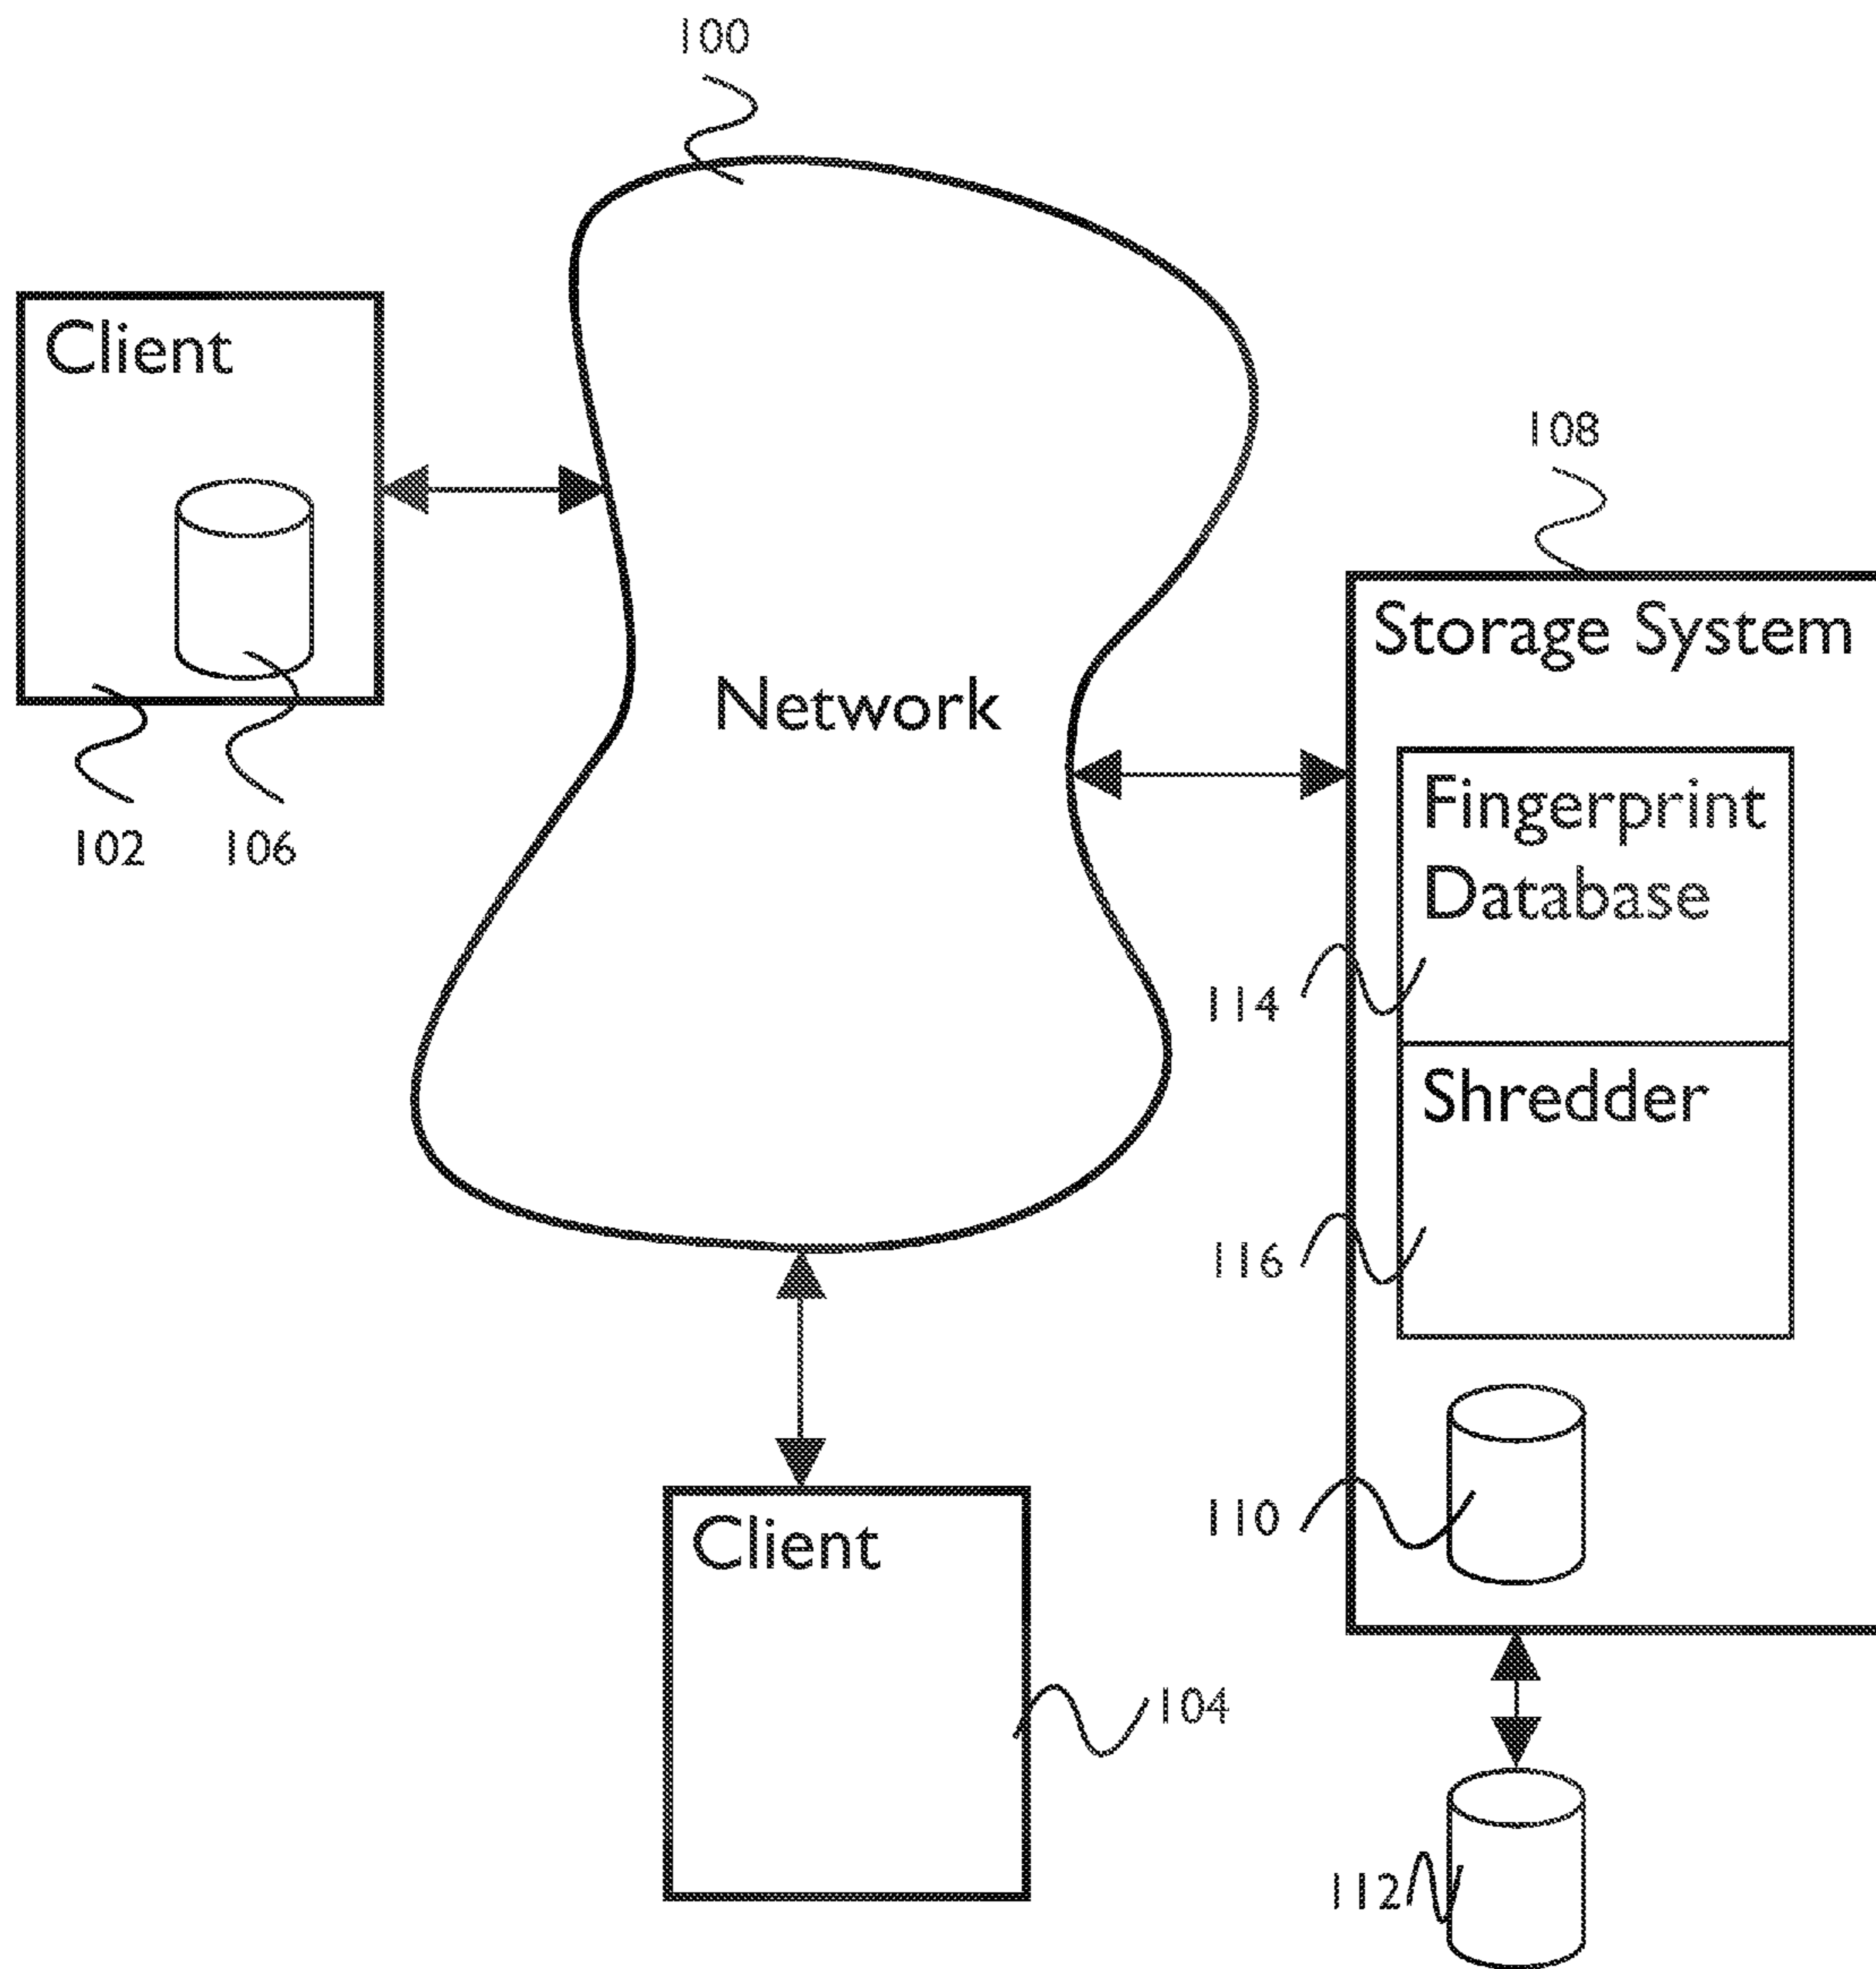 100
Client
108
Storage System
Network
Fingerprint
Database
102
106
114
Shredder
116
110
Client
104
112